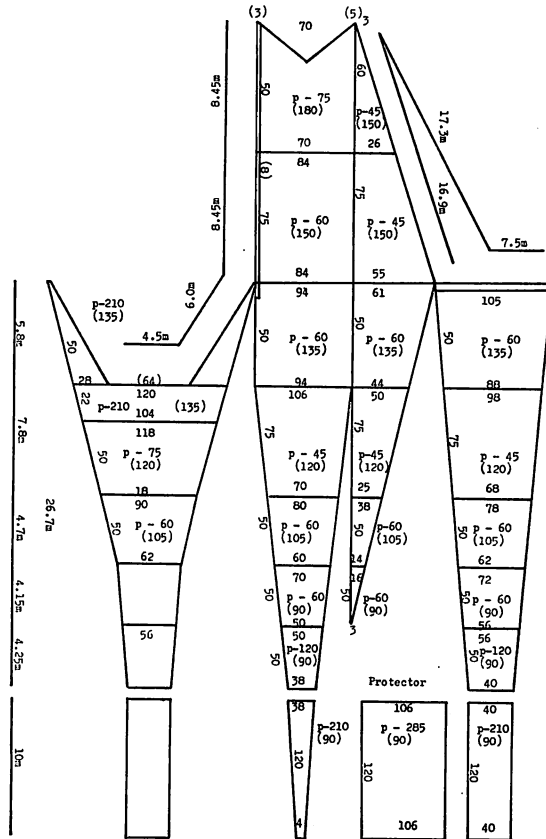 (3)
(5)
3
70
8.45m
50
p - 75
(180)
60
p-45
(150)
17.3m
70
26
84
(8)
8.45m
75
p - 60
(150)
75
p - 45
(150)
16.9m
7.5m
84
55
94
61
105
6.0m
p-210
(135)
4.5m
5.8m
50
50
50
p - 60
(135)
50
p - 60
(135)
p - 60
(135)
28
(64)
94
44
88
120
106
50
98
22
p-210
(135)
104
118
7.8m
50
p - 75
(120)
75
p - 45
(120)
75
p-45
(120)
75
p - 45
(120)
18
70
25
68
90
80
38
78
26.7m
4.7m
50
p - 60
(105)
50
p - 60
(105)
50
p-60
(105)
50
p - 60
(105)
62
60
14
62
70
16
72
4.15m
50
p - 60
(90)
50
p-60
(90)
50
p - 60
(90)
56
50
3
56
50
56
4.25m
50
p-120
(90)
50
p-120
(90)
38
Protector
40
38
106
40
p-210
(90)
p - 285
(90)
p-210
(90)
10m
120
120
120
4
106
40